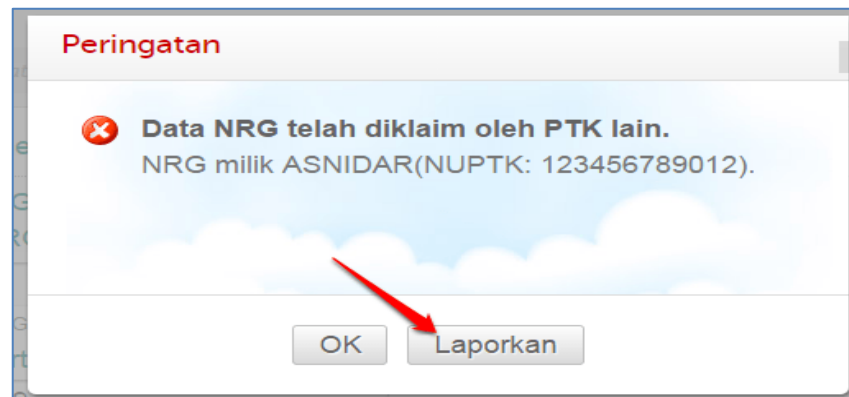 Peringatan
Data NRG telah diklaim oleh PTK lain.
NRG milik ASNIDAR(NUPTK: 123456789012).
OK
Laporkan